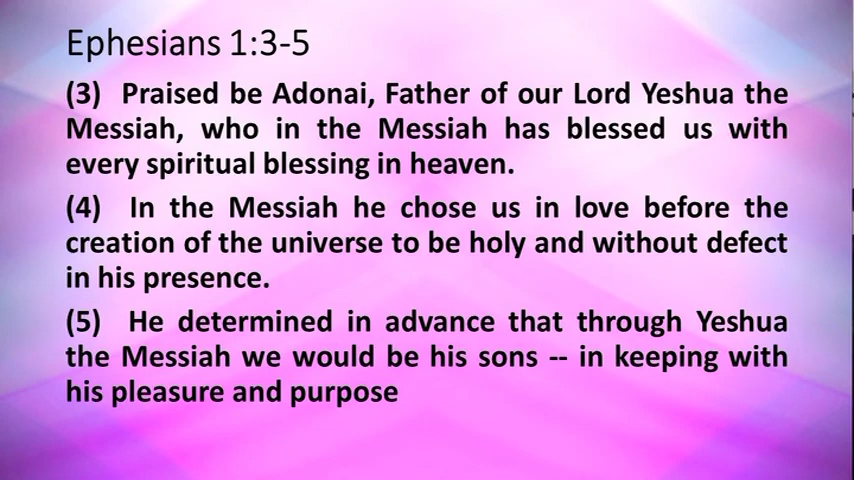 Ephesians 1:3-5
(3) Praised be Adonai, Father of our Lord Yeshua the
Messiah, who in the Messiah has blessed us with
every spiritual blessing in heaven.
(4) In the Messiah he chose us in love before the
creation of the universe to be holy and without defect
in his presence.
(5) He determined in advance that through Yeshua
the Messiah we would be his sons -- in keeping with
his pleasure and purpose